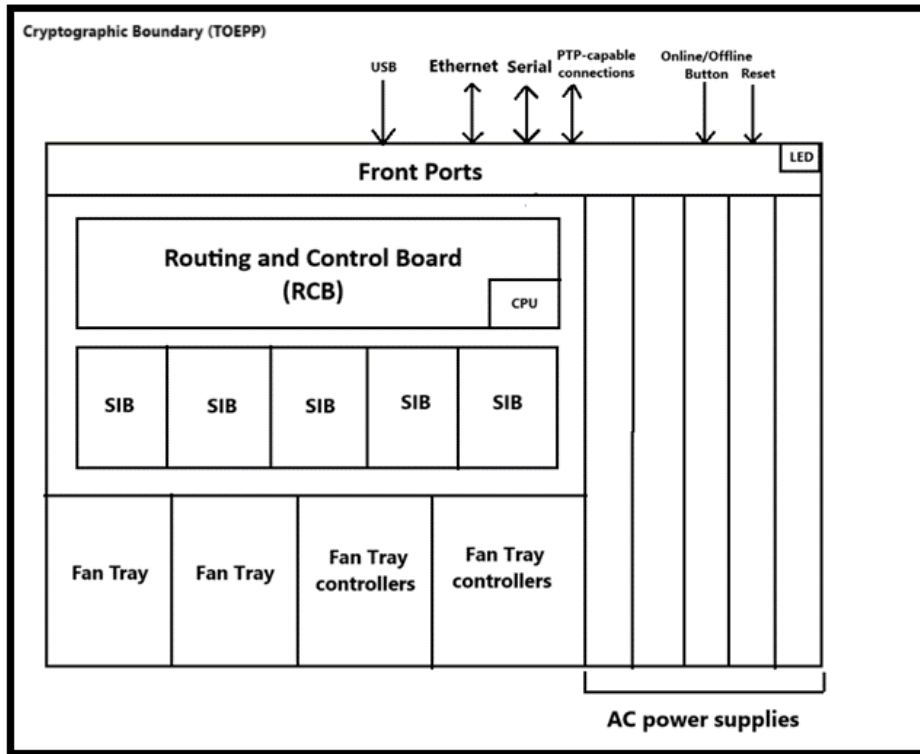 Cryptographic Boundary (TOEPP)
USB
Ethernet
Serial
PTP-capable
connections
Online/Offline
Button
Reset
LED
Front Ports
Routing and Control Board
(RCB)
CPU
SIB
SIB
SIB
SIB
SIB
Fan Tray
Fan Tray
Fan Tray
controllers
Fan Tray
controllers
AC power supplies